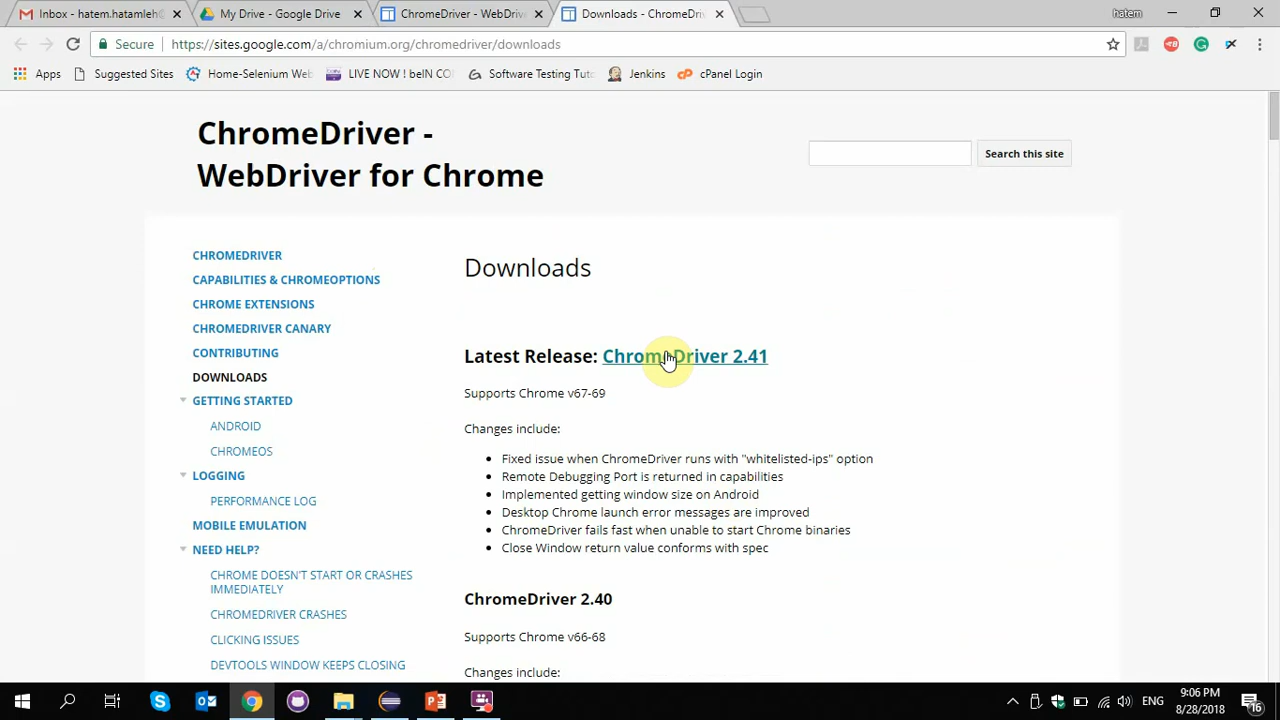 Inbox - hatem.hatamleh@
My Drive - Google Drive
ChromeDriver - WebDriv
Downloads - ChromeDri
hatem
Secure
https://sites.google.com/a/chromium.org/chromedriver/downloads
Apps
Suggested Sites
Home-Selenium Web
LIVE NOW ! beIN CO
Software Testing Tut
Jenkins
cPanel Login
ChromeDriver -
WebDriver for Chrome
Search this site
CHROMEDRIVER
CAPABILITIES & CHROMEOPTIONS
CHROME EXTENSIONS
CHROMEDRIVER CANARY
CONTRIBUTING
DOWNLOADS
GETTING STARTED
ANDROID
CHROMEOS
LOGGING
PERFORMANCE LOG
MOBILE EMULATION
NEED HELP?
CHROME DOESN'T START OR CRASHES
IMMEDIATELY
CHROMEDRIVER CRASHES
CLICKING ISSUES
DEVTOOLS WINDOW KEEPS CLOSING
Downloads
Latest Release: ChromeDriver 2.41
Supports Chrome v67-69
Changes include:
Fixed issue when ChromeDriver runs with "whitelisted-ips" option
Remote Debugging Port is returned in capabilities
Implemented getting window size on Android
Desktop Chrome launch error messages are improved
ChromeDriver fails fast when unable to start Chrome binaries
Close Window return value conforms with spec
ChromeDriver 2.40
Supports Chrome v66-68
Changes include:
ENG
9:06 PM
8/28/2018
16